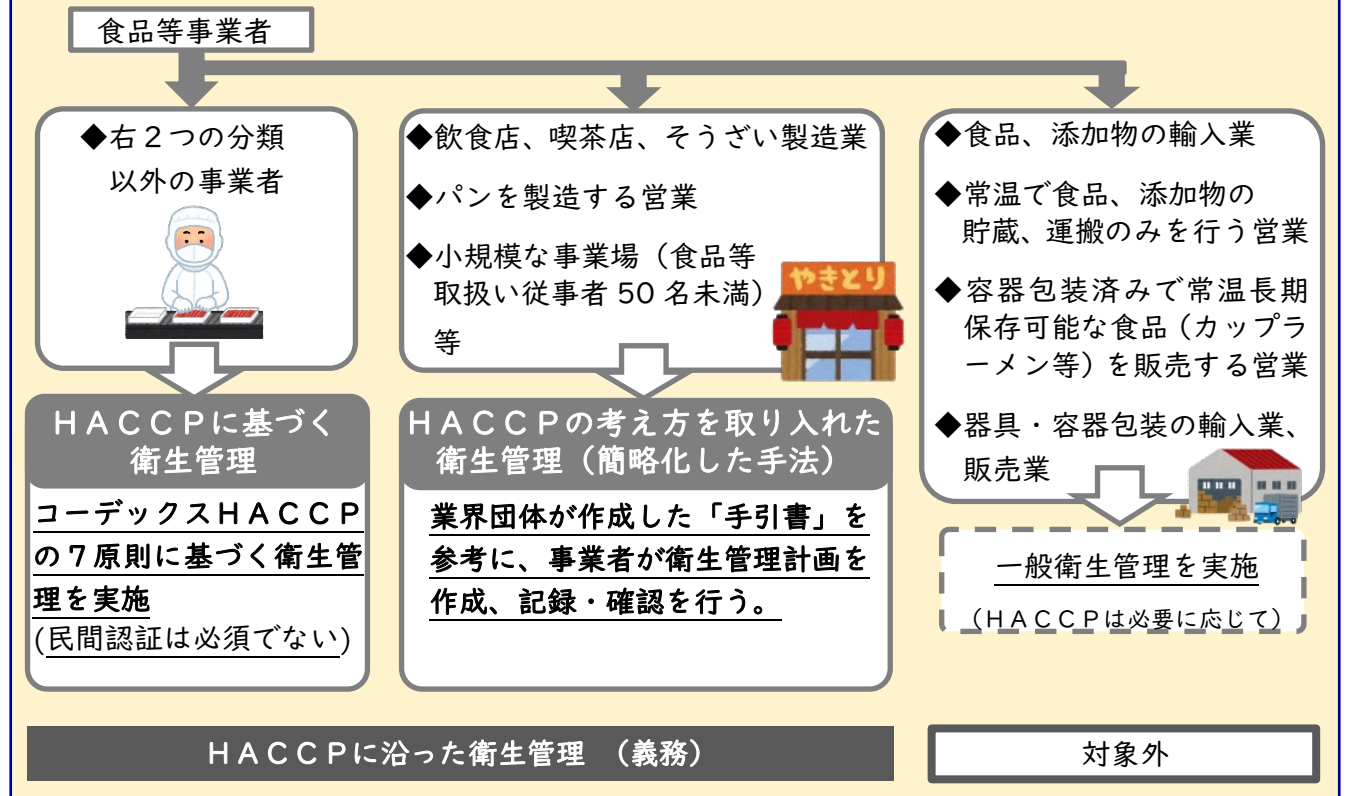 食品等事業者
◆右２つの分類
以外の事業者
ＨＡＣＣＰに基づく
衛生管理
コーデックスＨＡＣＣＰ
の７原則に基づく衛生管
理を実施
(民間認証は必須でない)
◆飲食店、喫茶店、そうざい製造業
◆パンを製造する営業
◆小規模な事業場（食品等
取扱い従事者 50 名未満）
等
やきとり
ＨＡＣＣＰの考え方を取り入れた
衛生管理（簡略化した手法）
業界団体が作成した「手引書」を
参考に、事業者が衛生管理計画を
作成、記録・確認を行う。
◆食品、添加物の輸入業
◆常温で食品、添加物の
貯蔵、運搬のみを行う営業
◆容器包装済みで常温長期
保存可能な食品（カップラ
ーメン等）を販売する営業
◆器具・容器包装の輸入業、
販売業
一般衛生管理を実施
（ＨＡＣＣＰは必要に応じて）
ＨＡＣＣＰに沿った衛生管理　（義務）
対象外